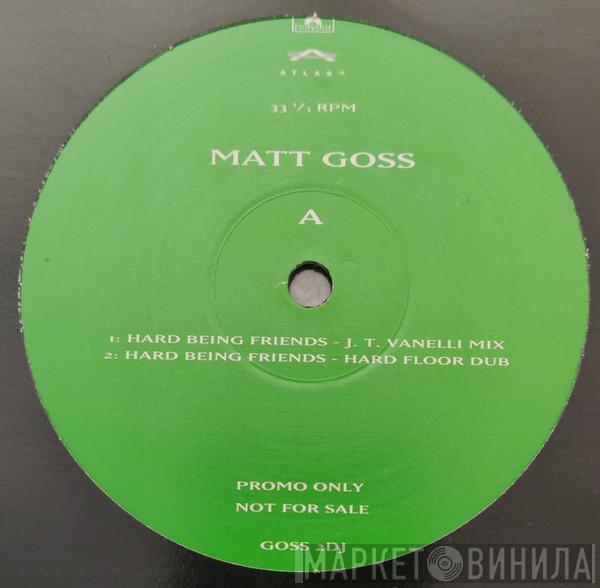 polydor
ATLAS
33 1/3 RPM
MATT GOSS
A
1: HARD BEING FRIENDS - J. T. VANELLI MIX
2: HARD BEING FRIENDS - HARD FLOOR DUB
PROMO ONLY
NOT FOR SALE
GOSS 2DJ
МАРКЕТ ВИНИЛА